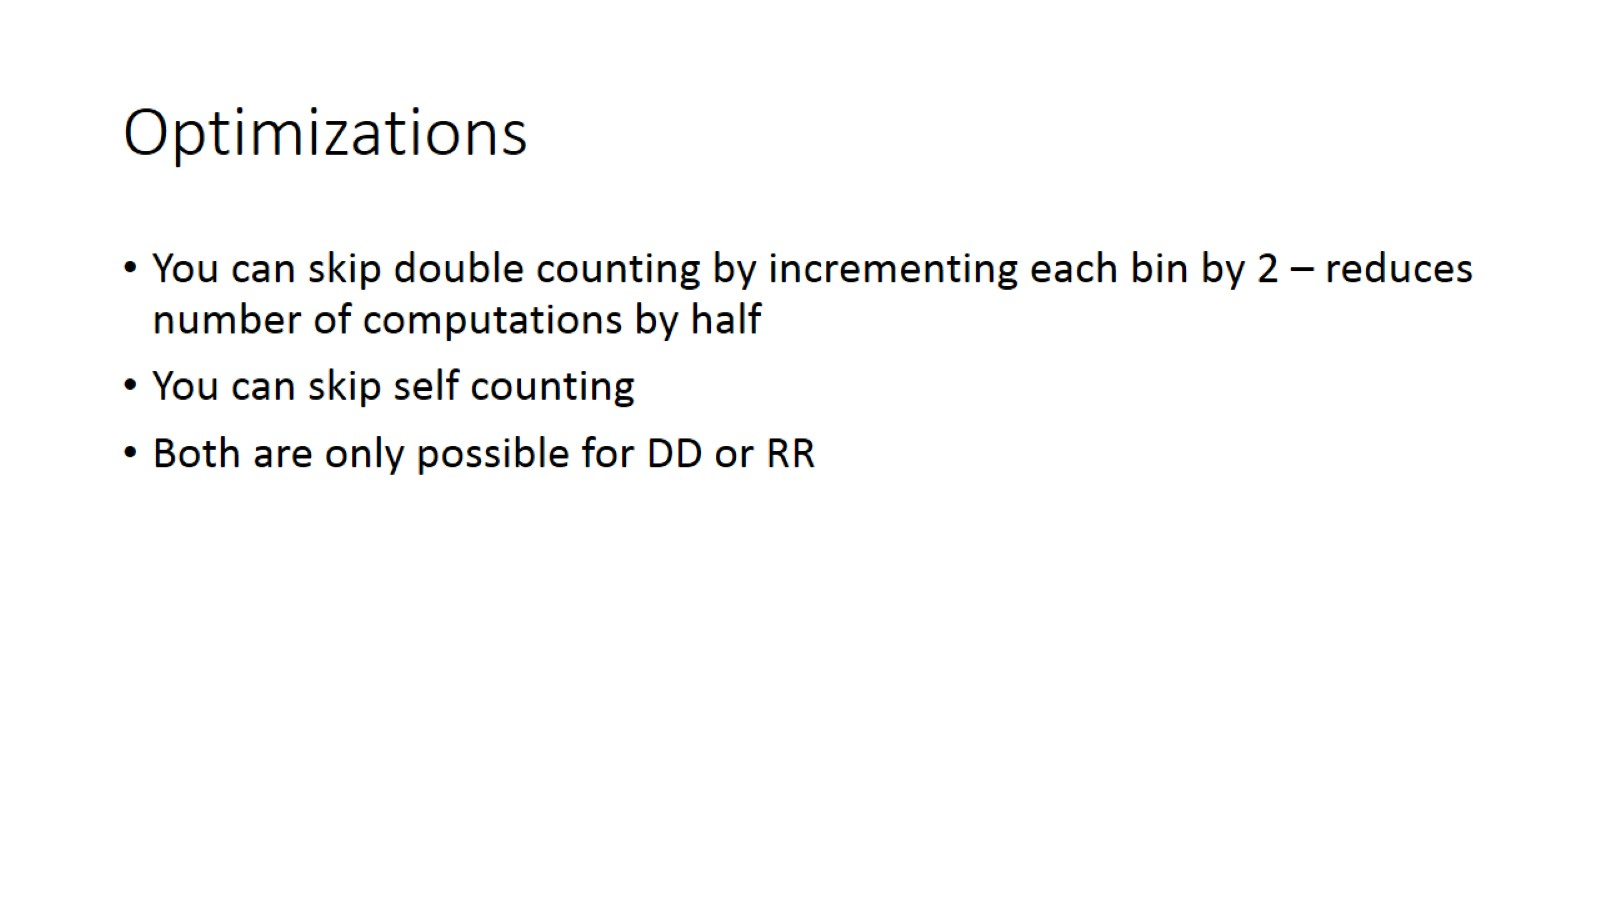 Optimizations
• You can skip double counting by incrementing each bin by 2 – reduces
number of computations by half
• You can skip self counting
• Both are only possible for DD or RR